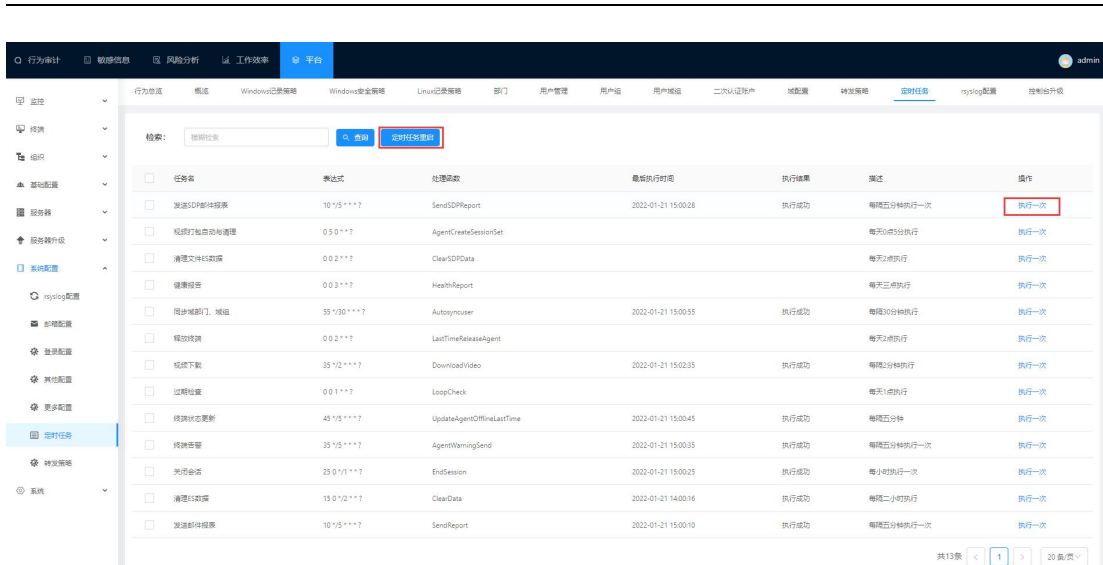 行为审计 敏感信息 风险分析 工作效率 平台 admin
行为总览 概览 Windows记录策略 Windows安全策略 Linux记录策略 部门 用户管理 用户组 用户域组 二次认证账户 域配置 转发策略 定时任务 rsyslog配置 控制台升级
监控
终端
组织
基础配置
服务器
服务器升级
系统配置
rsyslog配置
邮箱配置
登录配置
其他配置
更多配置
定时任务
转发策略
系统
检索： 模糊检索 查询 定时任务重启
任务名 表达式 处理函数 最后执行时间 执行结果 描述 操作
发送SDP邮件报表 10 */5 * * * ? SendSDPReport 2022-01-21 15:00:28 执行成功 每隔五分钟执行一次 执行一次
视频打包自动与清理 0 5 0 * * ? AgentCreateSessionSet 每天0点5分执行 执行一次
清理文件ES数据 0 0 2 * * ? ClearSDPData 每天2点执行 执行一次
健康报告 0 0 3 * * ? HealthReport 每天三点执行 执行一次
同步域部门、域组 55 */30 * * * ? Autosyncuser 2022-01-21 15:00:55 执行成功 每隔30分钟执行 执行一次
释放终端 0 0 2 * * ? LastTimeReleaseAgent 每天2点执行 执行一次
视频下载 35 */2 * * * ? DownloadVideo 2022-01-21 15:02:35 执行成功 每隔2分钟执行 执行一次
过期检查 0 0 1 * * ? LoopCheck 每天1点执行 执行一次
终端状态更新 45 */5 * * * ? UpdateAgentOfflineLastTime 2022-01-21 15:00:45 执行成功 每隔五分钟 执行一次
终端告警 35 */5 * * * ? AgentWarningSend 2022-01-21 15:00:35 执行成功 每隔五分钟执行一次 执行一次
关闭会话 25 0 */1 * * ? EndSession 2022-01-21 15:00:25 执行成功 每小时执行一次 执行一次
清理ES数据 15 0 */2 * * ? ClearData 2022-01-21 14:00:16 执行成功 每隔二小时执行 执行一次
发送邮件报表 10 */5 * * * ? SendReport 2022-01-21 15:00:10 执行成功 每隔五分钟执行一次 执行一次
共13条 < 1 > 20 条/页